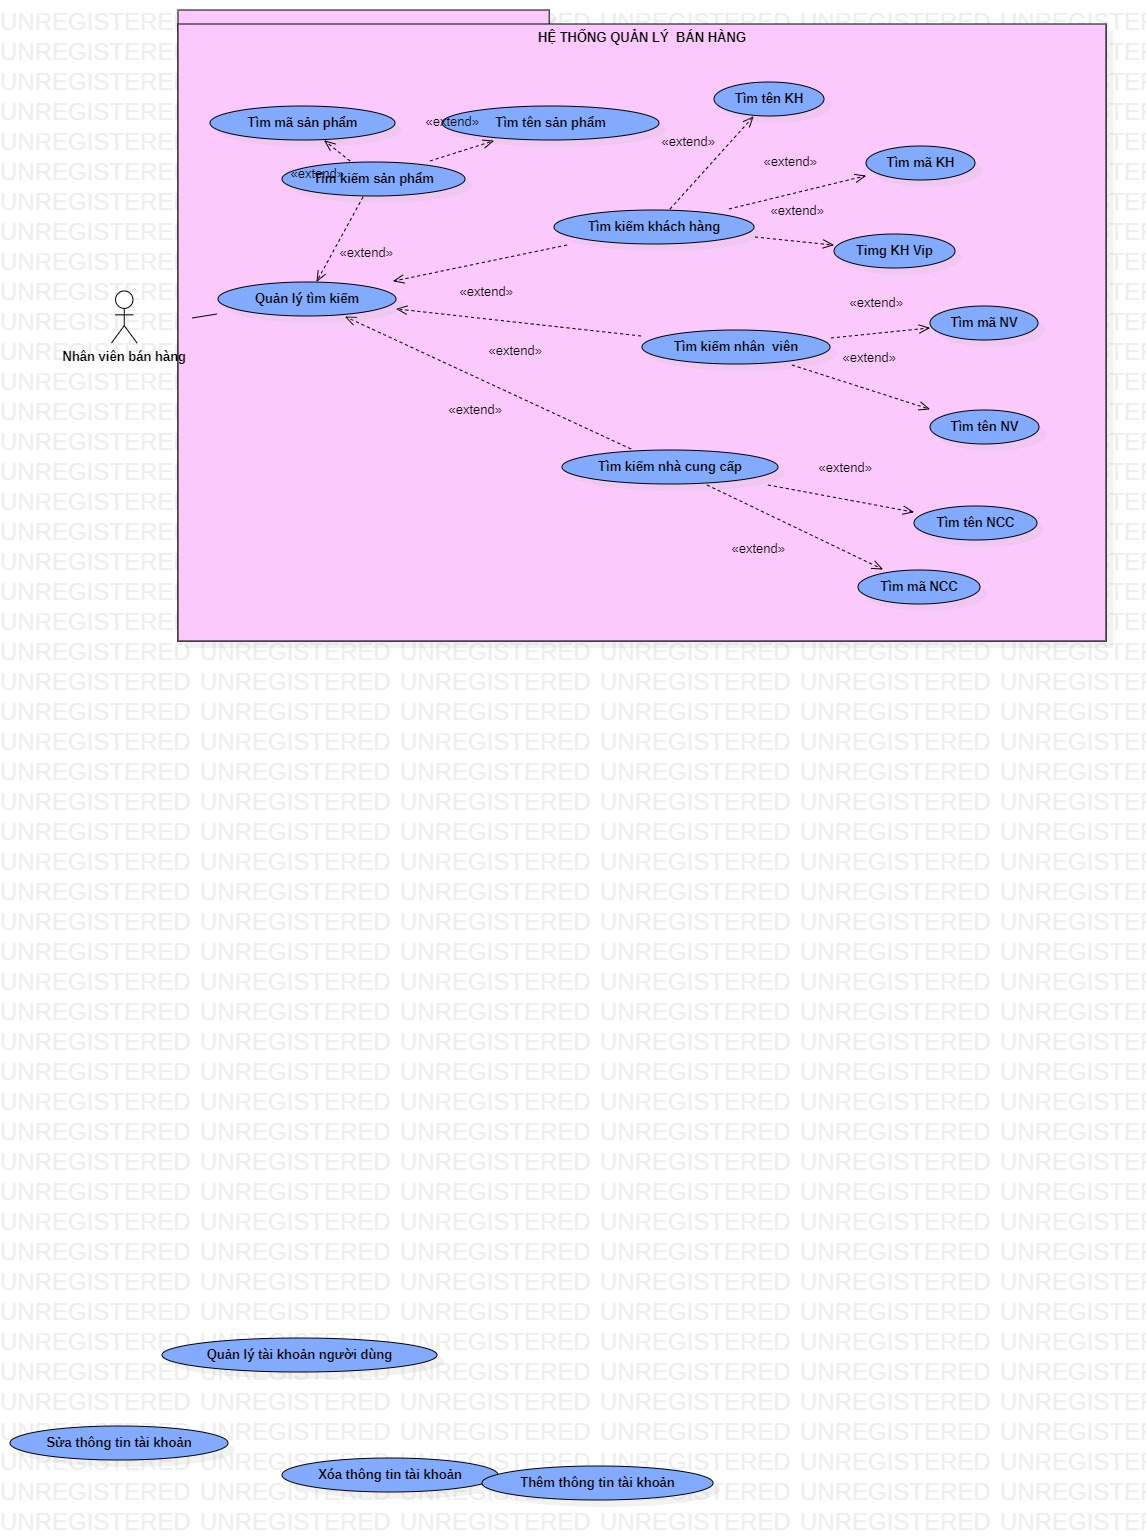 HỆ THỐNG QUẢN LÝ  BÁN HÀNG
Tìm tên KH
Tìm mã sản phẩm
«extend»
Tìm tên sản phẩm
«extend»
Tìm mã KH
«extend»
«extend»
Tìm kiếm sản phẩm
«extend»
Tìm kiếm khách hàng
«extend»
Timg KH Vip
«extend»
Quản lý tìm kiếm
«extend»
Tìm mã NV
Tìm kiếm nhân  viên
«extend»
«extend»
Nhân viên bán hàng
«extend»
Tìm tên NV
Tìm kiếm nhà cung cấp
«extend»
Tìm tên NCC
«extend»
Tìm mã NCC
Quản lý tài khoản người dùng
Sửa thông tin tài khoản
Xóa thông tin tài khoản
Thêm thông tin tài khoản
UNREGISTERED